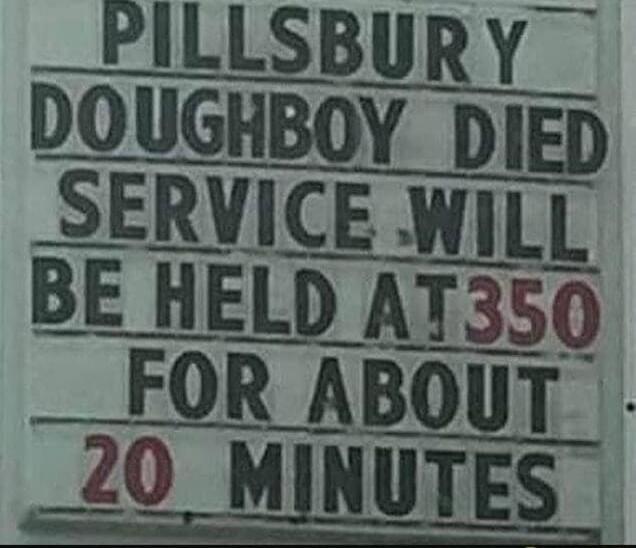 PILLSBURY
DOUGHBOY DIED
SERVICE WILL
BE HELD AT 350
FOR ABOUT
20 MINUTES